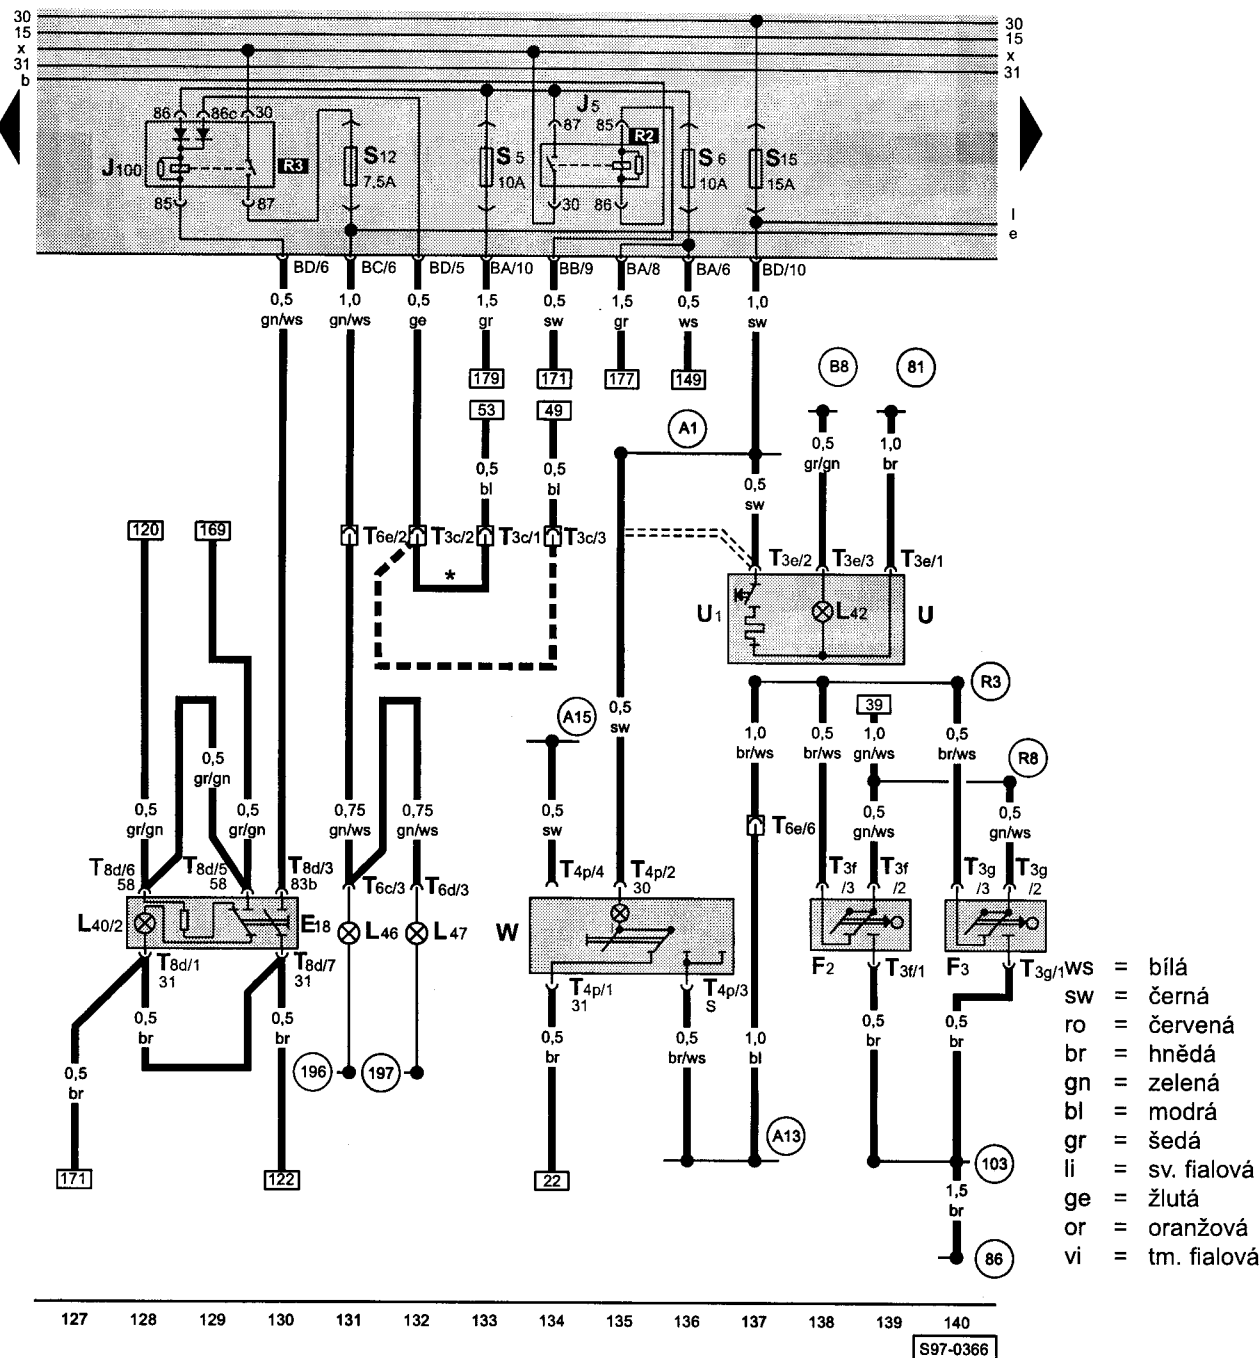 30 30
15 15
x x
31 31
b
86 86c 30
J5
87 85
R2
J100 R3
S12
7,5A
S5
10A
S6
10A
S15
15A
85 87
30 86
l
e
BD/6 BC/6 BD/5 BA/10 BB/9 BA/8 BA/6 BD/10
0,5 1,0 0,5 1,5 0,5 1,5 0,5 1,0
gn/ws gn/ws ge gr sw gr ws sw
179 171 177 149
B8 81
53 49
A1
0,5 1,0
gr/gn br
0,5 0,5
bl bl
0,5
sw
120 169
T6e/2 T3c/2 T3c/1 T3c/3
T3e/2 T3e/3 T3e/1
*
U1 L42 U
R3
39
A15
0,5
sw
1,0 0,5 1,0 0,5
br/ws br/ws gn/ws br/ws
R8
0,5
gr/gn
0,5 0,5 0,75 0,75
gr/gn gr/gn gn/ws gn/ws
0,5
sw
T6e/6
0,5 0,5
gn/ws gn/ws
T8d/6 T8d/5 T8d/3
58 58 83b
T6c/3 T6d/3
T4p/4 T4p/2
30
T3f T3f T3g T3g
/3 /2 /3 /2
L40/2 E18 L46 L47 W
F2 F3
T8d/1 T8d/7
31 31
T4p/1 T4p/3
31 S
T3f/1 T3g/1
0,5 0,5
br br
0,5 0,5 1,0
br br/ws bl
0,5 0,5
br br
196 197
0,5
br
A13
103
171 122 22
1,5
br
86
ws = bílá
sw = černá
ro = červená
br = hnědá
gn = zelená
bl = modrá
gr = šedá
li = sv. fialová
ge = žlutá
or = oranžová
vi = tm. fialová
127 128 129 130 131 132 133 134 135 136 137 138 139 140
S97-0366